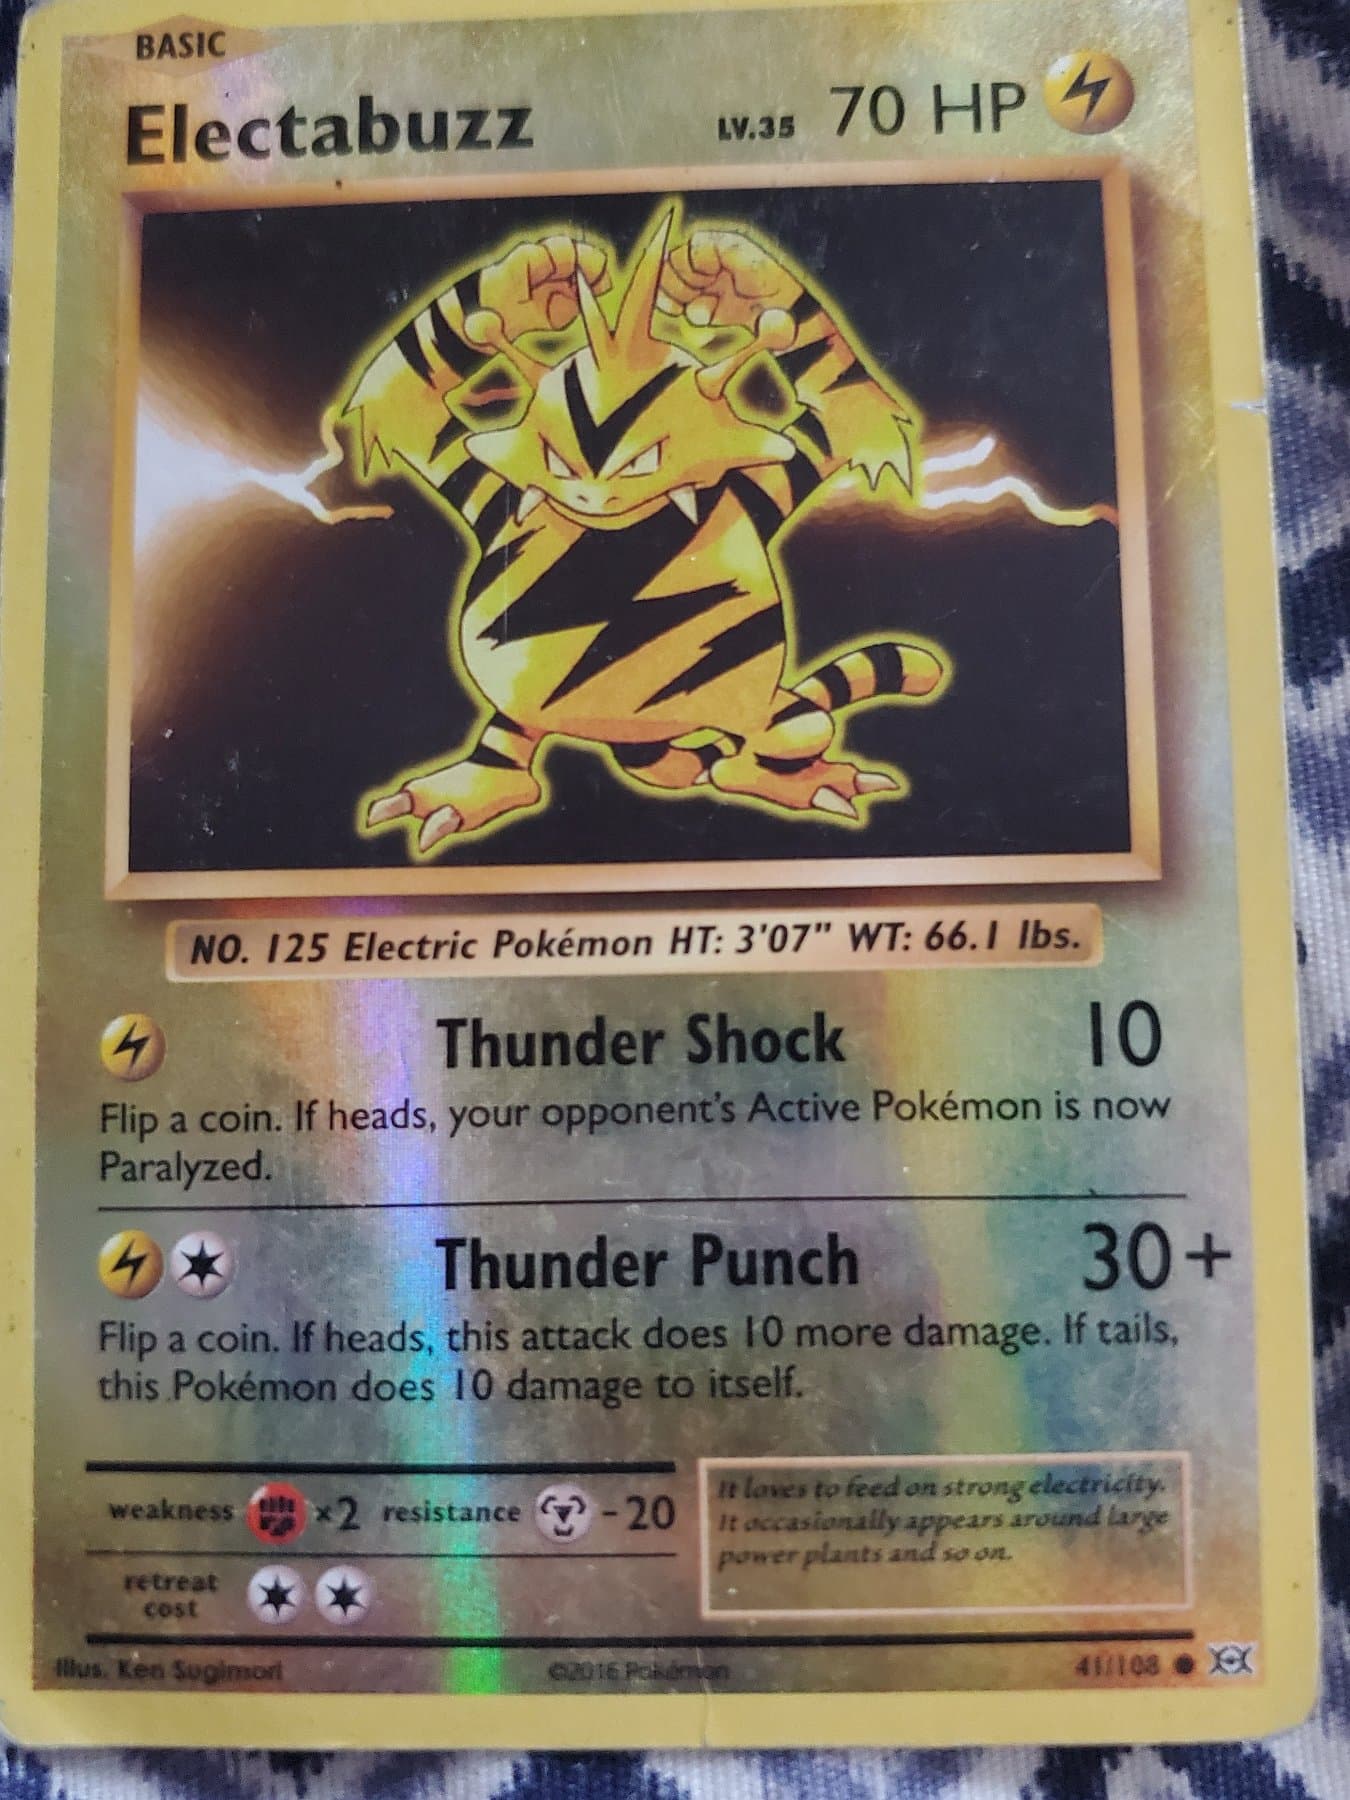 BASIC
Electabuzz LV.35 70 HP
NO. 125 Electric Pokémon HT: 3'07" WT: 66.1 lbs.
Thunder Shock 10
Flip a coin. If heads, your opponent's Active Pokémon is now
Paralyzed.
Thunder Punch 30+
Flip a coin. If heads, this attack does 10 more damage. If tails,
this Pokémon does 10 damage to itself.
weakness ×2 resistance -20
retreat
cost
It loves to feed on strong electricity.
It occasionally appears around large
power plants and so on.
Illus. Ken Sugimori ©2016 Pokémon 41/108